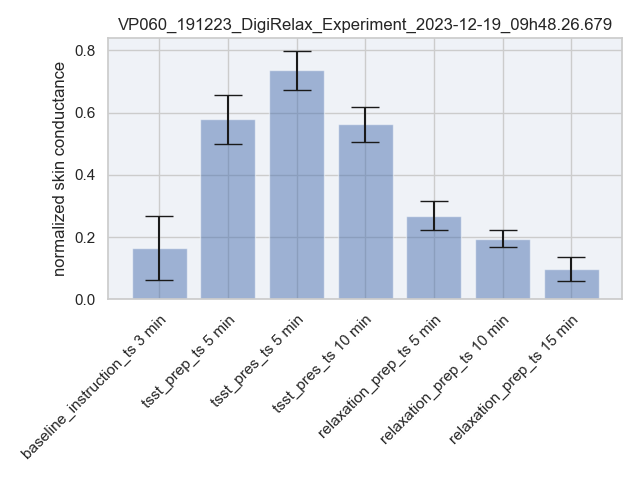 VP060_191223_DigiRelax_Experiment_2023-12-19_09h48.26.679
normalized skin conductance
0.8
0.6
0.4
0.2
0.0
baseline_instruction_ts 3 min
tsst_prep_ts 5 min
tsst_pres_ts 5 min
tsst_pres_ts 10 min
relaxation_prep_ts 5 min
relaxation_prep_ts 10 min
relaxation_prep_ts 15 min